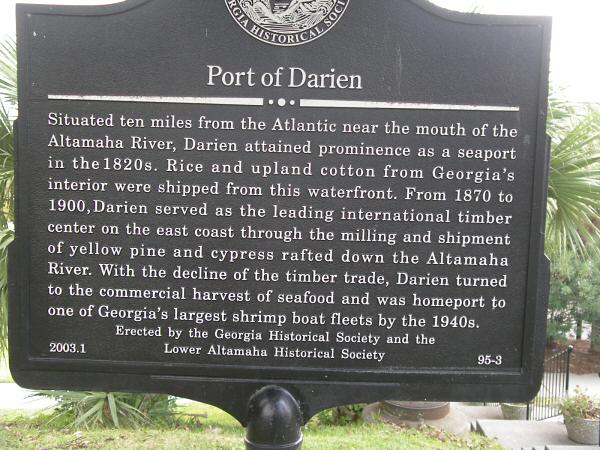 GEORGIA HISTORICAL SOCIETY
Port of Darien
Situated ten miles from the Atlantic near the mouth of the
Altamaha River, Darien attained prominence as a seaport
in the 1820s. Rice and upland cotton from Georgia's
interior were shipped from this waterfront. From 1870 to
1900, Darien served as the leading international timber
center on the east coast through the milling and shipment
of yellow pine and cypress rafted down the Altamaha
River. With the decline of the timber trade, Darien turned
to the commercial harvest of seafood and was homeport to
one of Georgia's largest shrimp boat fleets by the 1940s.
Erected by the Georgia Historical Society and the
Lower Altamaha Historical Society
2003.1
95-3